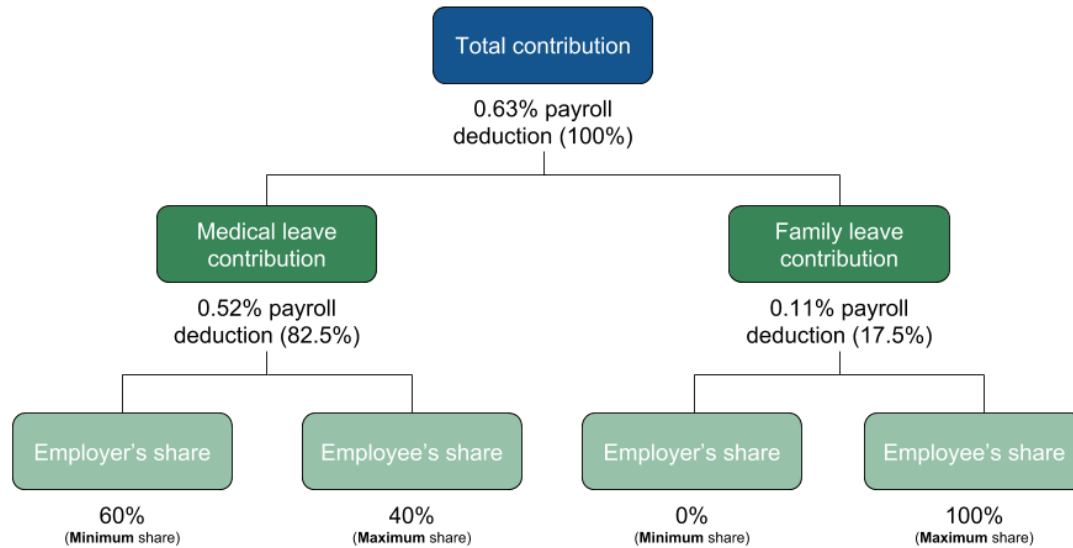 Total contribution
0.63% payroll
deduction (100%)
Medical leave
contribution
Family leave
contribution
0.52% payroll
deduction (82.5%)
0.11% payroll
deduction (17.5%)
Employer’s share
Employee’s share
Employer’s share
Employee’s share
60%
(Minimum share)
40%
(Maximum share)
0%
(Minimum share)
100%
(Maximum share)